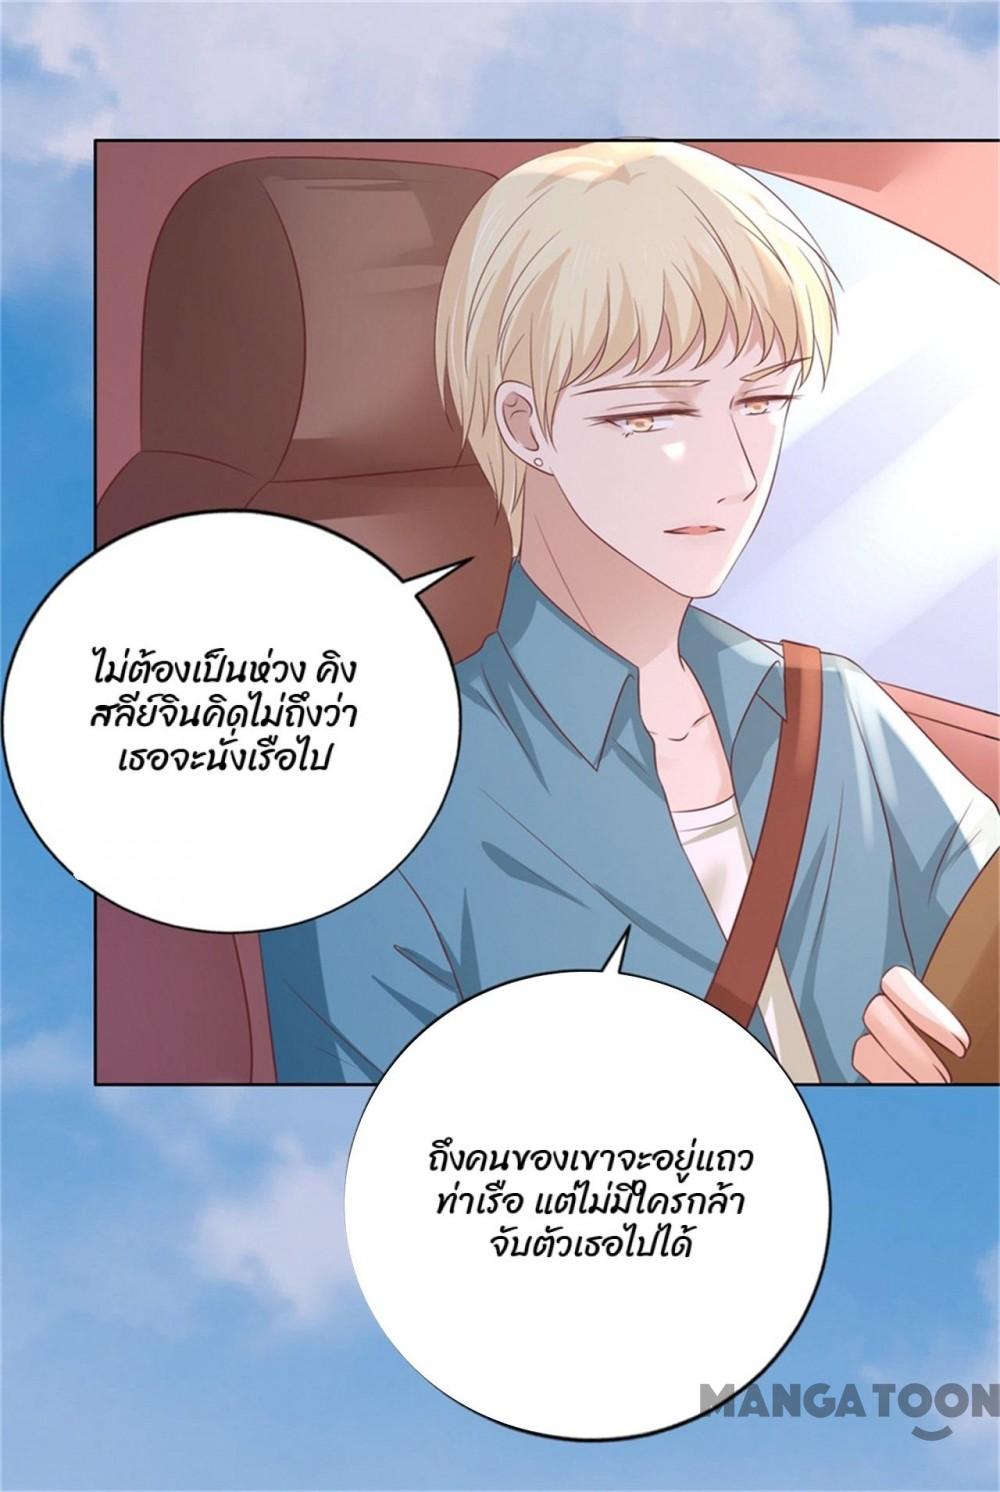 ไม่ต้องเป็นห่วง คิง
สลีย์จินคิดไม่ถึงว่า
เธอจะนั่งเรือไป
ถึงคนของเขาจะอยู่แถว
ท่าเรือ แต่ไม่มีใครกล้า
จับตัวเธอไปได้
MANGATOON